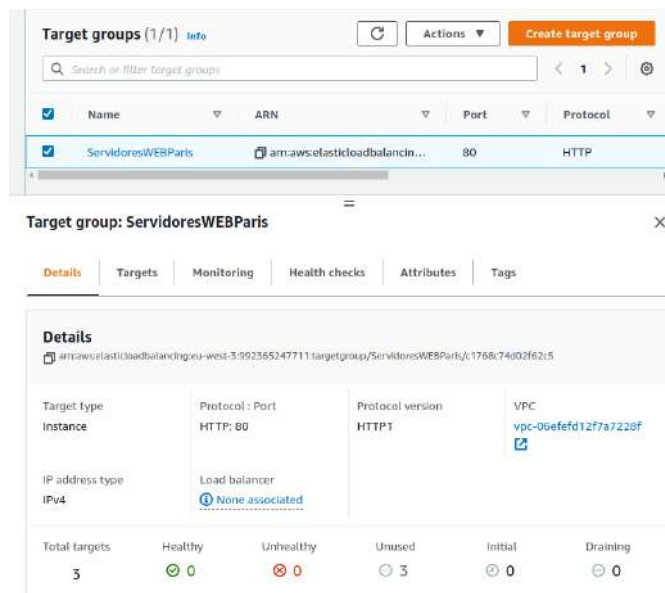 Target groups (1/1) Info
Actions ▼
Create target group
Search or filter target groups
< 1 >
Name ARN Port Protocol
ServidoresWEBParis arn:aws:elasticloadbalancin... 80 HTTP
Target group: ServidoresWEBParis
Details Targets Monitoring Health checks Attributes Tags
Details
arn:aws:elasticloadbalancing:eu-west-3:992365247711:targetgroup/ServidoresWEBParis/c1768c74d02f62c5
Target type Protocol : Port Protocol version VPC
Instance HTTP: 80 HTTP1 vpc-06efefd12f7a7228f
IP address type Load balancer
IPv4 None associated
Total targets Healthy Unhealthy Unused Initial Draining
3 0 0 3 0 0